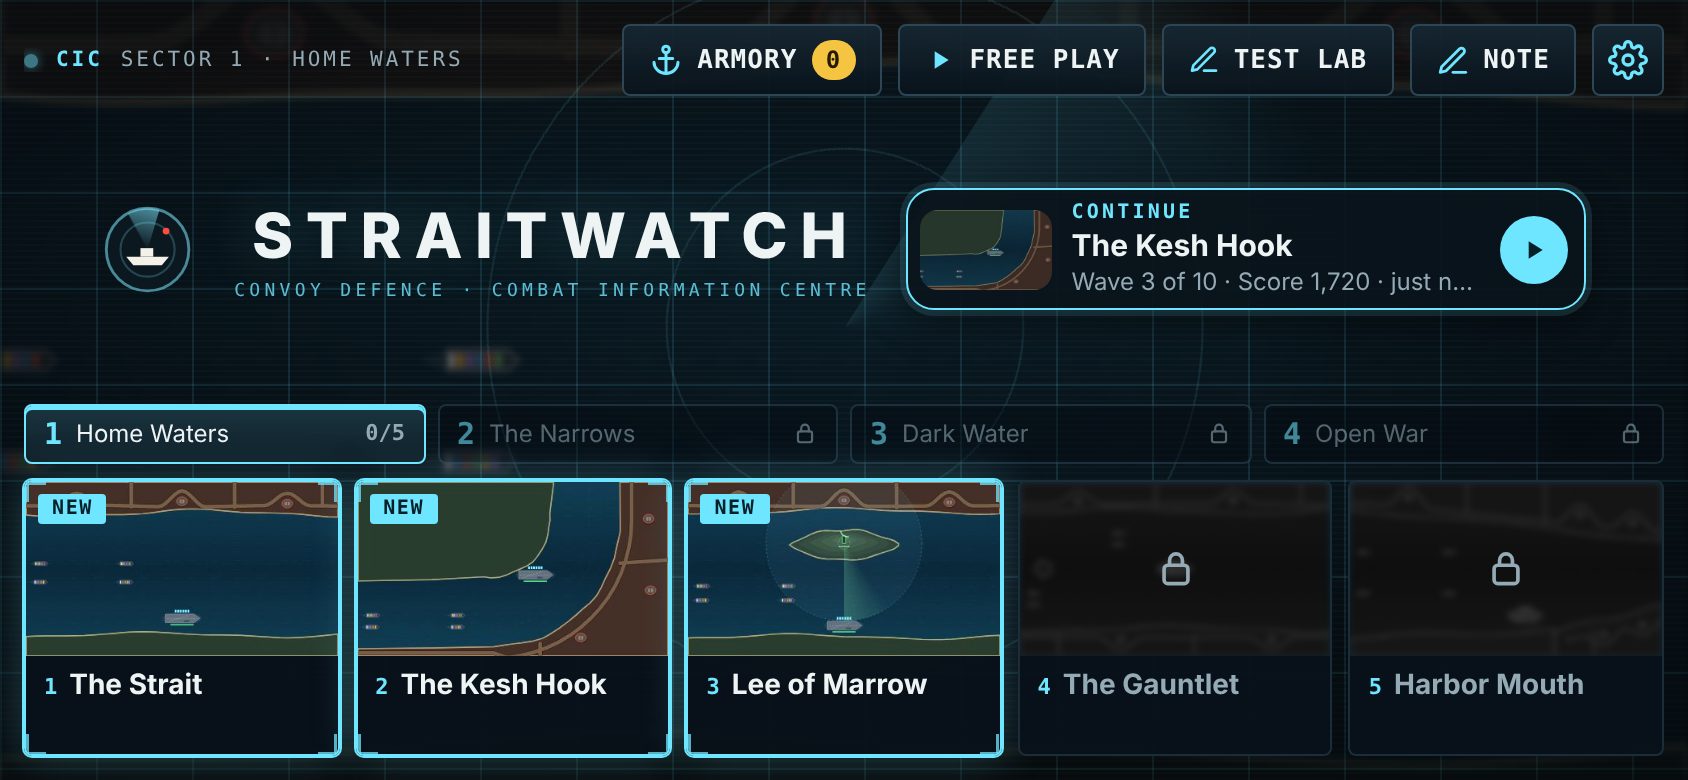 CIC SECTOR 1 · HOME WATERS
ARMORY 0
FREE PLAY
TEST LAB
NOTE
STRAITWATCH
CONVOY DEFENCE · COMBAT INFORMATION CENTRE
CONTINUE
The Kesh Hook
Wave 3 of 10 · Score 1,720 · just n...
1 Home Waters 0/5
2 The Narrows
3 Dark Water
4 Open War
NEW
NEW
NEW
1 The Strait
2 The Kesh Hook
3 Lee of Marrow
4 The Gauntlet
5 Harbor Mouth